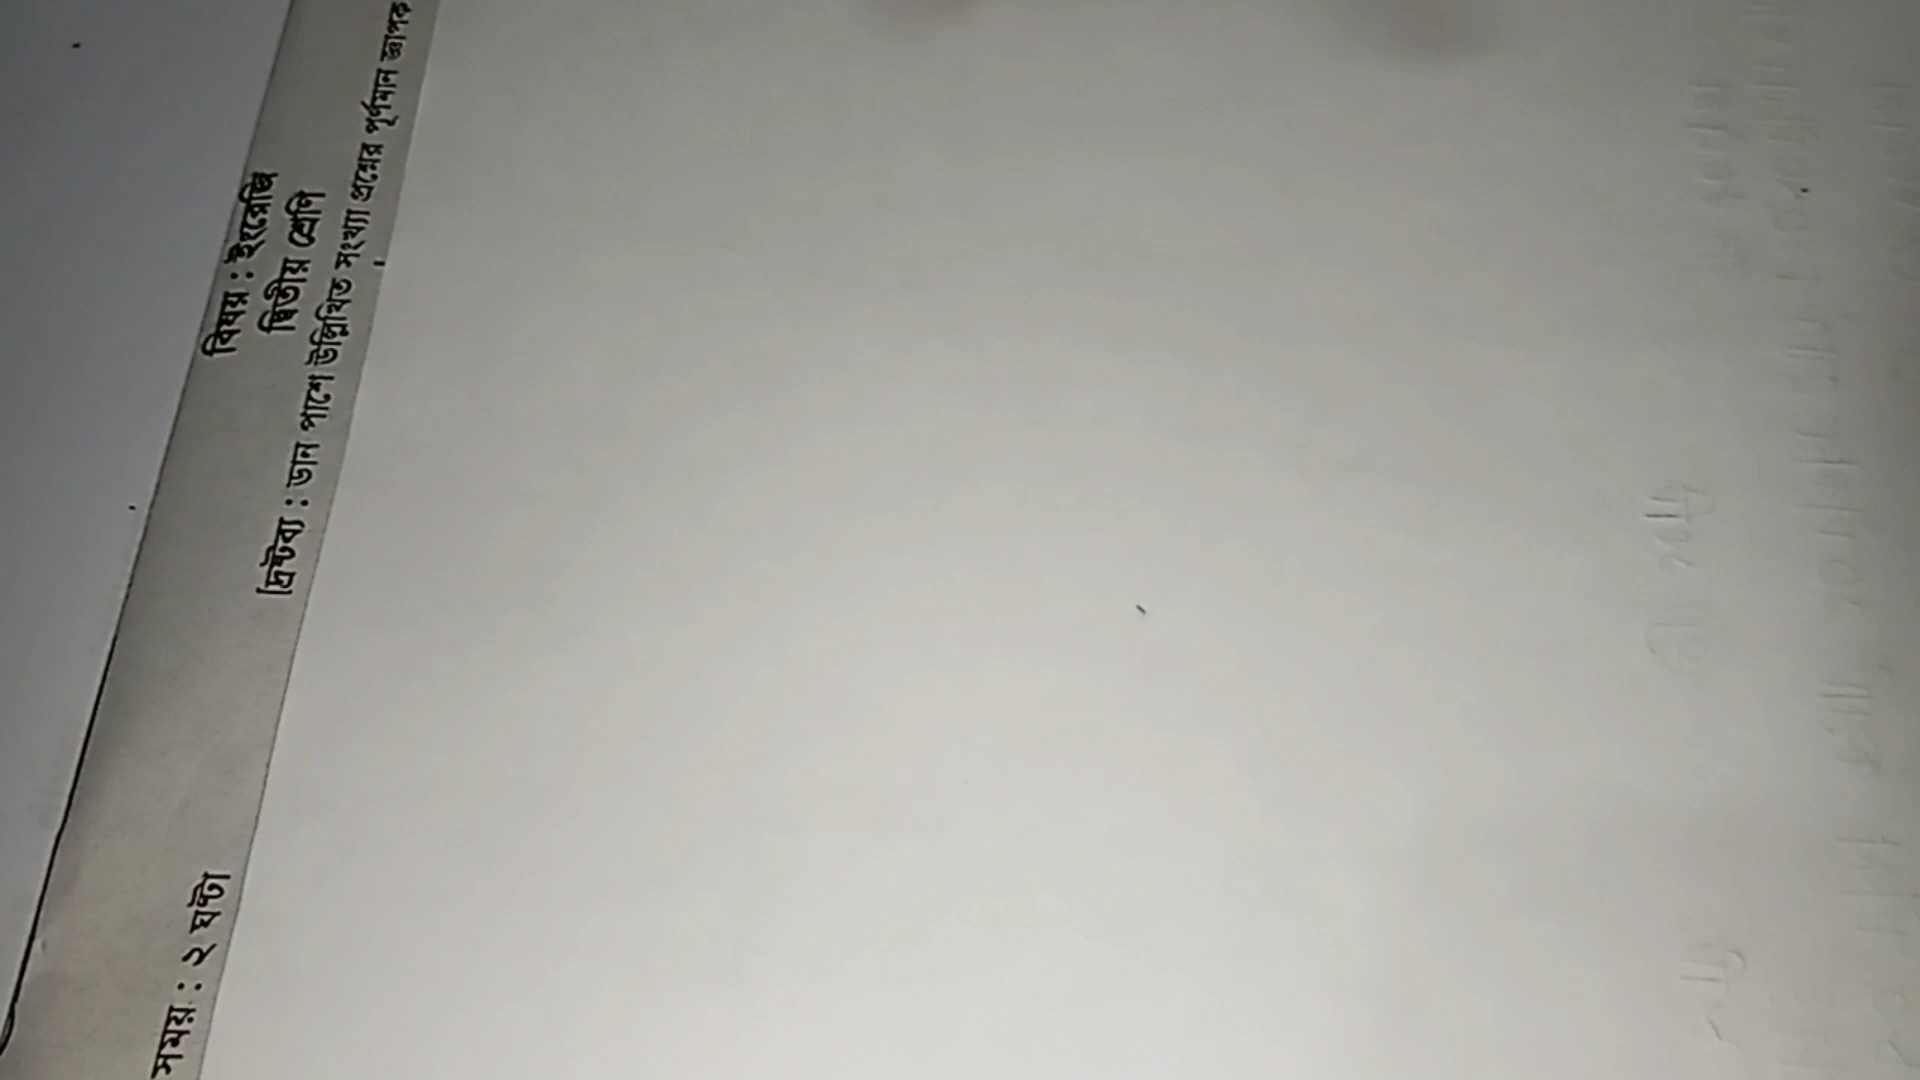 বিষয় : ইংরেজি
দ্বিতীয় শ্রেণি
সময় : ২ ঘণ্টা
[দ্রষ্টব্য : ডান পাশে উল্লিখিত সংখ্যা প্রশ্নের পূর্ণমান জ্ঞাপক